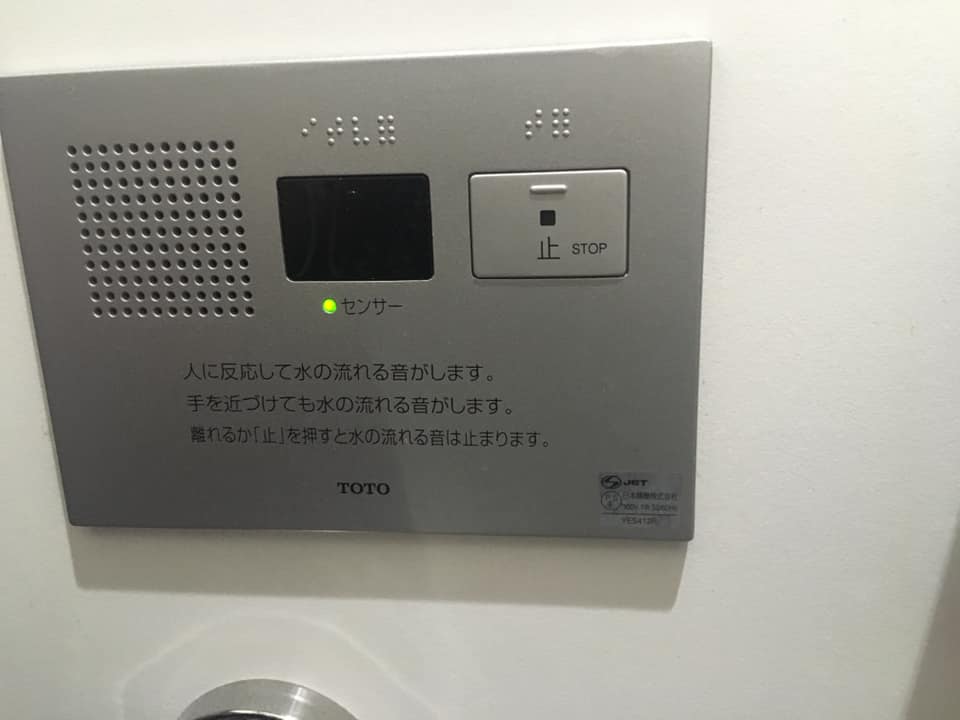 止 STOP
センサー
人に反応して水の流れる音がします。
手を近づけても水の流れる音がします。
離れるか「止」を押すと水の流れる音は止まります。
TOTO
JET
YES412R